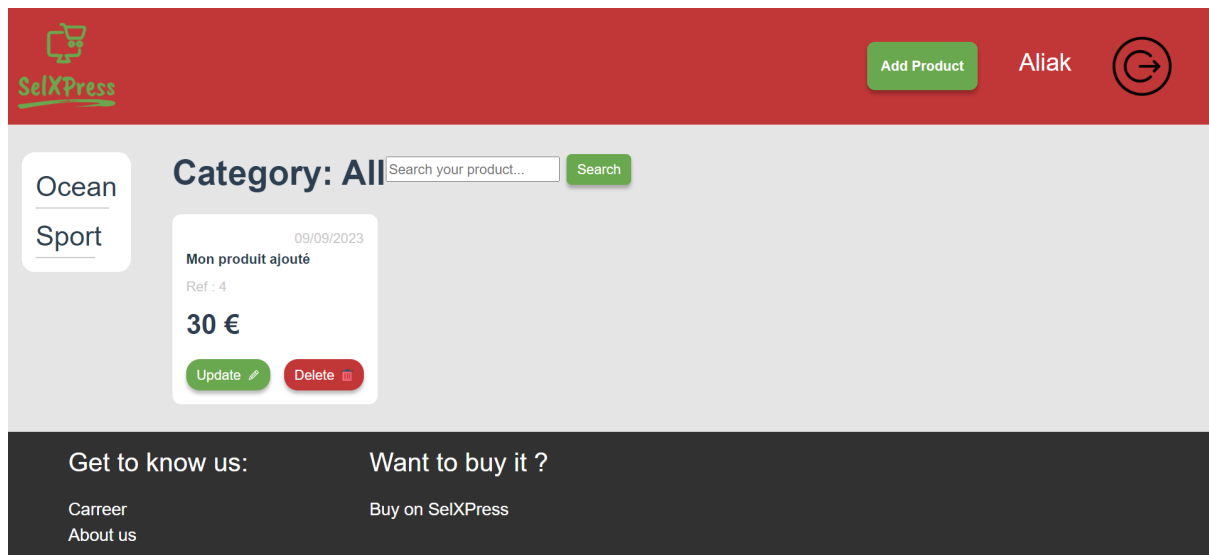 SelXPress
Add Product
Aliak
Ocean
Sport
Category: All
Search your product...
Search
09/09/2023
Mon produit ajouté
Ref : 4
30 €
Update
Delete
Get to know us:
Want to buy it ?
Carreer
Buy on SelXPress
About us